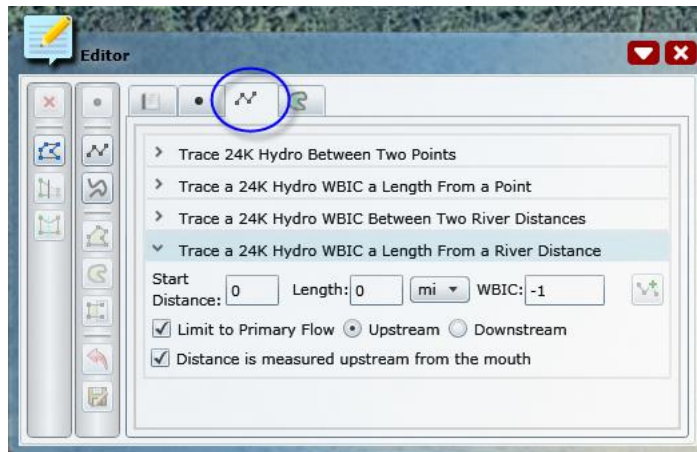 Editor
Trace 24K Hydro Between Two Points
Trace a 24K Hydro WBIC a Length From a Point
Trace a 24K Hydro WBIC Between Two River Distances
Trace a 24K Hydro WBIC a Length From a River Distance
Start
Distance: 0 Length: 0 mi WBIC: -1
Limit to Primary Flow Upstream Downstream
Distance is measured upstream from the mouth